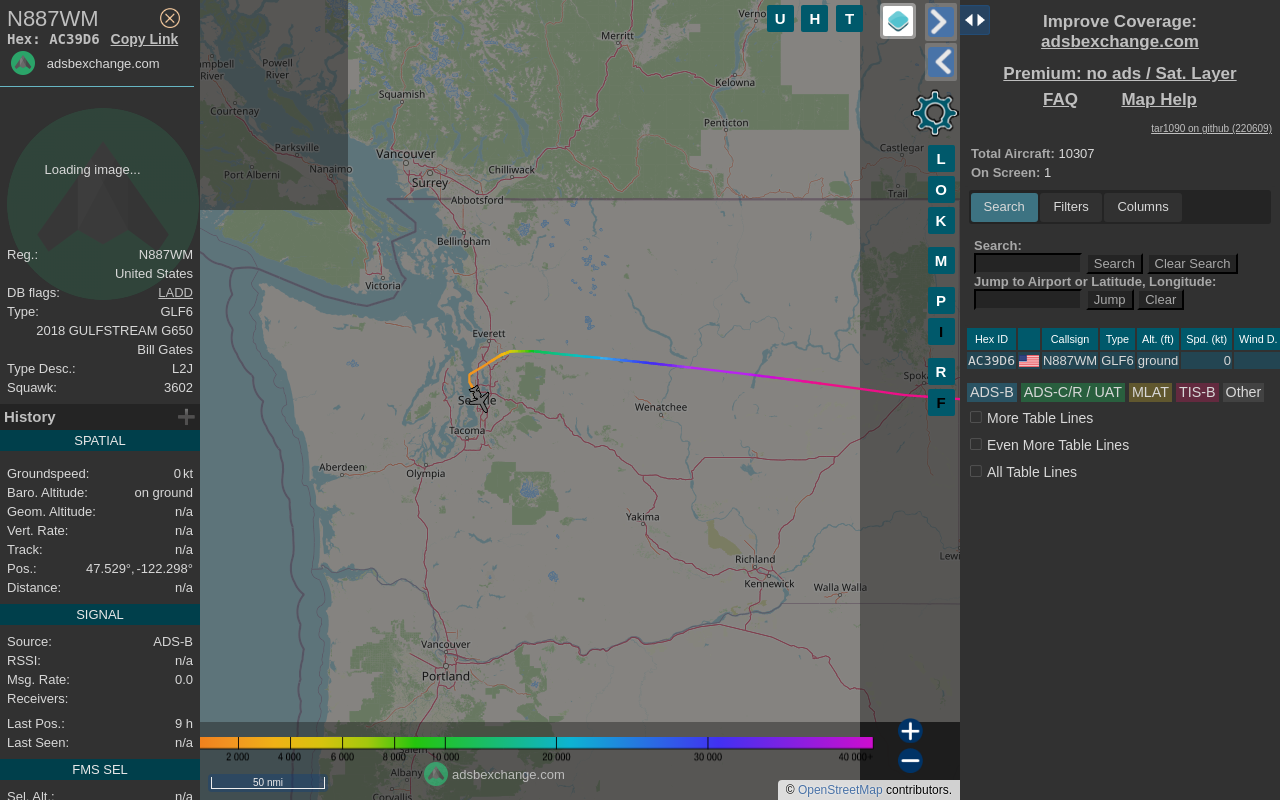 N887WM
Hex: AC39D6 Copy Link
adsbexchange.com
Loading image...
Reg.: N887WM
United States
DB flags: LADD
Type: GLF6
2018 GULFSTREAM G650
Bill Gates
Type Desc.: L2J
Squawk: 3602
History
SPATIAL
Groundspeed: 0 kt
Baro. Altitude: on ground
Geom. Altitude: n/a
Vert. Rate: n/a
Track: n/a
Pos.: 47.529°, -122.298°
Distance: n/a
SIGNAL
Source: ADS-B
RSSI: n/a
Msg. Rate: 0.0
Receivers:
Last Pos.: 9 h
Last Seen: n/a
FMS SEL
Sel. Alt.: n/a
U H T
L
O
K
M
P
I
R
F
Merritt
Powell
River
River
Squamish
Kelowna
Courtenay
Penticton
Parksville
Vancouver
Castlegar
Port Alberni
Nanaimo
Surrey
Chilliwack
Abbotsford
Trail
Bellingham
Victoria
Everett
Wenatchee
Tacoma
Aberdeen
Olympia
Yakima
Richland
Kennewick
Walla Walla
Vancouver
Portland
2 000 4 000 6 000 8 000 10 000 20 000 30 000 40 000+
Albany
Corvallis
adsbexchange.com
50 nmi
© OpenStreetMap contributors.
Improve Coverage:
adsbexchange.com
Premium: no ads / Sat. Layer
FAQ Map Help
tar1090 on github (220609)
Total Aircraft: 10307
On Screen: 1
Search Filters Columns
Search:
Search Clear Search
Jump to Airport or Latitude, Longitude:
Jump Clear
Hex ID Callsign Type Alt. (ft) Spd. (kt) Wind D.
AC39D6 N887WM GLF6 ground 0
ADS-B ADS-C/R / UAT MLAT TIS-B Other
More Table Lines
Even More Table Lines
All Table Lines